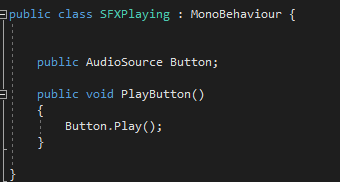 public class SFXPlaying : MonoBehaviour {
public AudioSource Button;
public void PlayButton()
{
Button.Play();
}
}